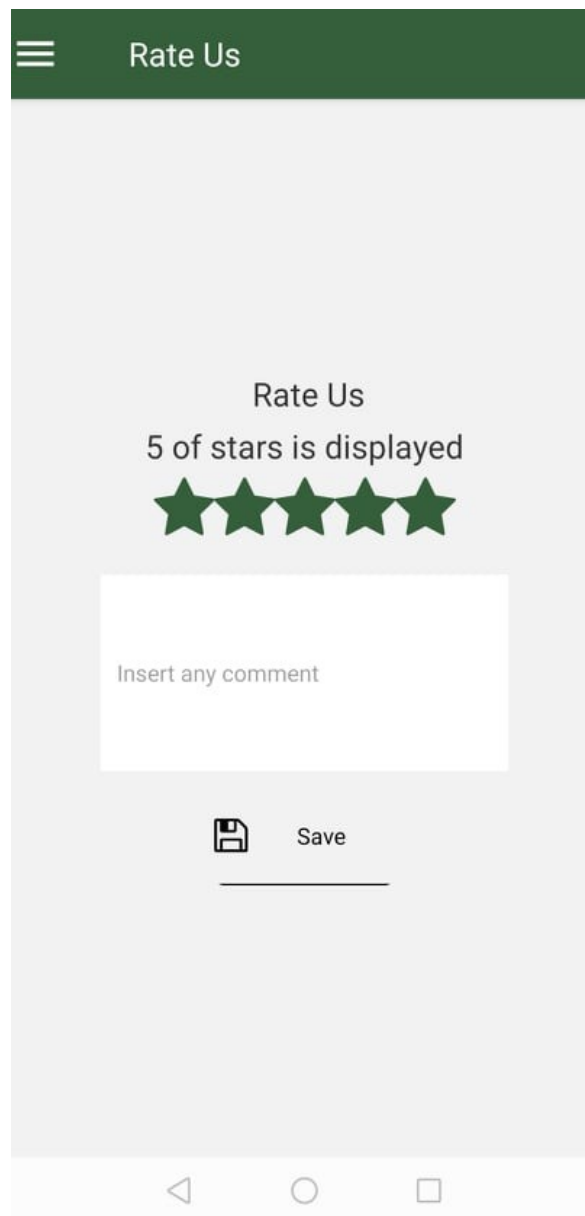 Rate Us
Rate Us
5 of stars is displayed
Insert any comment
Save